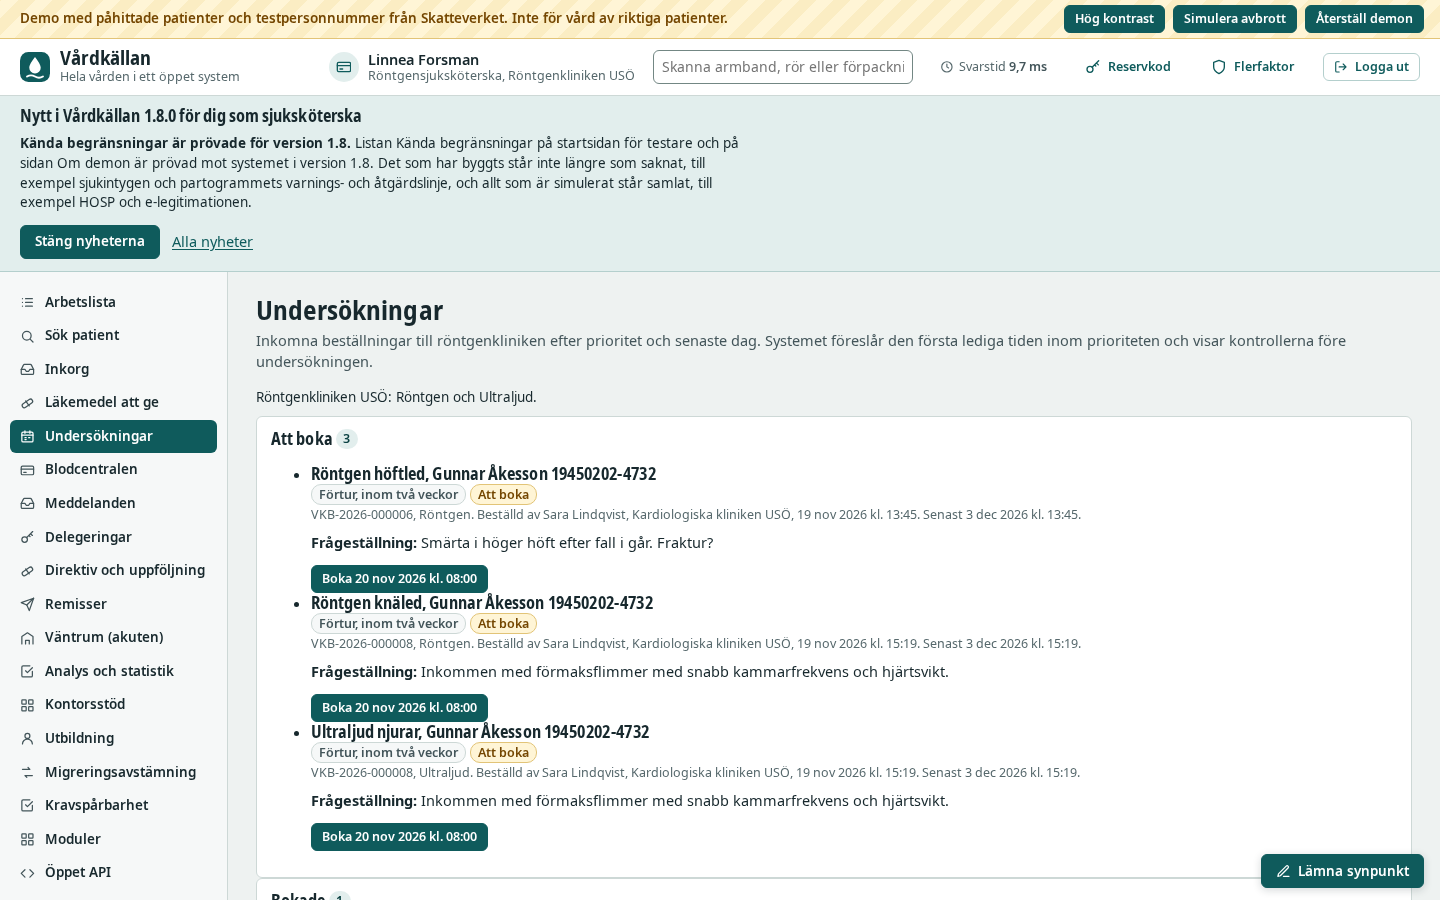 Demo med påhittade patienter och testpersonnummer från Skatteverket. Inte för vård av riktiga patienter.
Hög kontrast
Simulera avbrott
Återställ demon
Vårdkällan
Hela vården i ett öppet system
Linnea Forsman
Röntgensjuksköterska, Röntgenkliniken USÖ
Skanna armband, rör eller förpackni
Svarstid 9,7 ms
Reservkod
Flerfaktor
Logga ut
Nytt i Vårdkällan 1.8.0 för dig som sjuksköterska
Kända begränsningar är prövade för version 1.8. Listan Kända begränsningar på startsidan för testare och på
sidan Om demon är prövad mot systemet i version 1.8. Det som har byggts står inte längre som saknat, till
exempel sjukintygen och partogrammets varnings- och åtgärdslinje, och allt som är simulerat står samlat, till
exempel HOSP och e-legitimationen.
Stäng nyheterna
Alla nyheter
Arbetslista
Sök patient
Inkorg
Läkemedel att ge
Undersökningar
Blodcentralen
Meddelanden
Delegeringar
Direktiv och uppföljning
Remisser
Väntrum (akuten)
Analys och statistik
Kontorsstöd
Utbildning
Migreringsavstämning
Kravspårbarhet
Moduler
Öppet API
Undersökningar
Inkomna beställningar till röntgenkliniken efter prioritet och senaste dag. Systemet föreslår den första lediga tiden inom prioriteten och visar kontrollerna före
undersökningen.
Röntgenkliniken USÖ: Röntgen och Ultraljud.
Att boka 3
Röntgen höftled, Gunnar Åkesson 19450202-4732
Förtur, inom två veckor Att boka
VKB-2026-000006, Röntgen. Beställd av Sara Lindqvist, Kardiologiska kliniken USÖ, 19 nov 2026 kl. 13:45. Senast 3 dec 2026 kl. 13:45.
Frågeställning: Smärta i höger höft efter fall i går. Fraktur?
Boka 20 nov 2026 kl. 08:00
Röntgen knäled, Gunnar Åkesson 19450202-4732
Förtur, inom två veckor Att boka
VKB-2026-000008, Röntgen. Beställd av Sara Lindqvist, Kardiologiska kliniken USÖ, 19 nov 2026 kl. 15:19. Senast 3 dec 2026 kl. 15:19.
Frågeställning: Inkommen med förmaksflimmer med snabb kammarfrekvens och hjärtsvikt.
Boka 20 nov 2026 kl. 08:00
Ultraljud njurar, Gunnar Åkesson 19450202-4732
Förtur, inom två veckor Att boka
VKB-2026-000008, Ultraljud. Beställd av Sara Lindqvist, Kardiologiska kliniken USÖ, 19 nov 2026 kl. 15:19. Senast 3 dec 2026 kl. 15:19.
Frågeställning: Inkommen med förmaksflimmer med snabb kammarfrekvens och hjärtsvikt.
Boka 20 nov 2026 kl. 08:00
Bokade 1
Lämna synpunkt